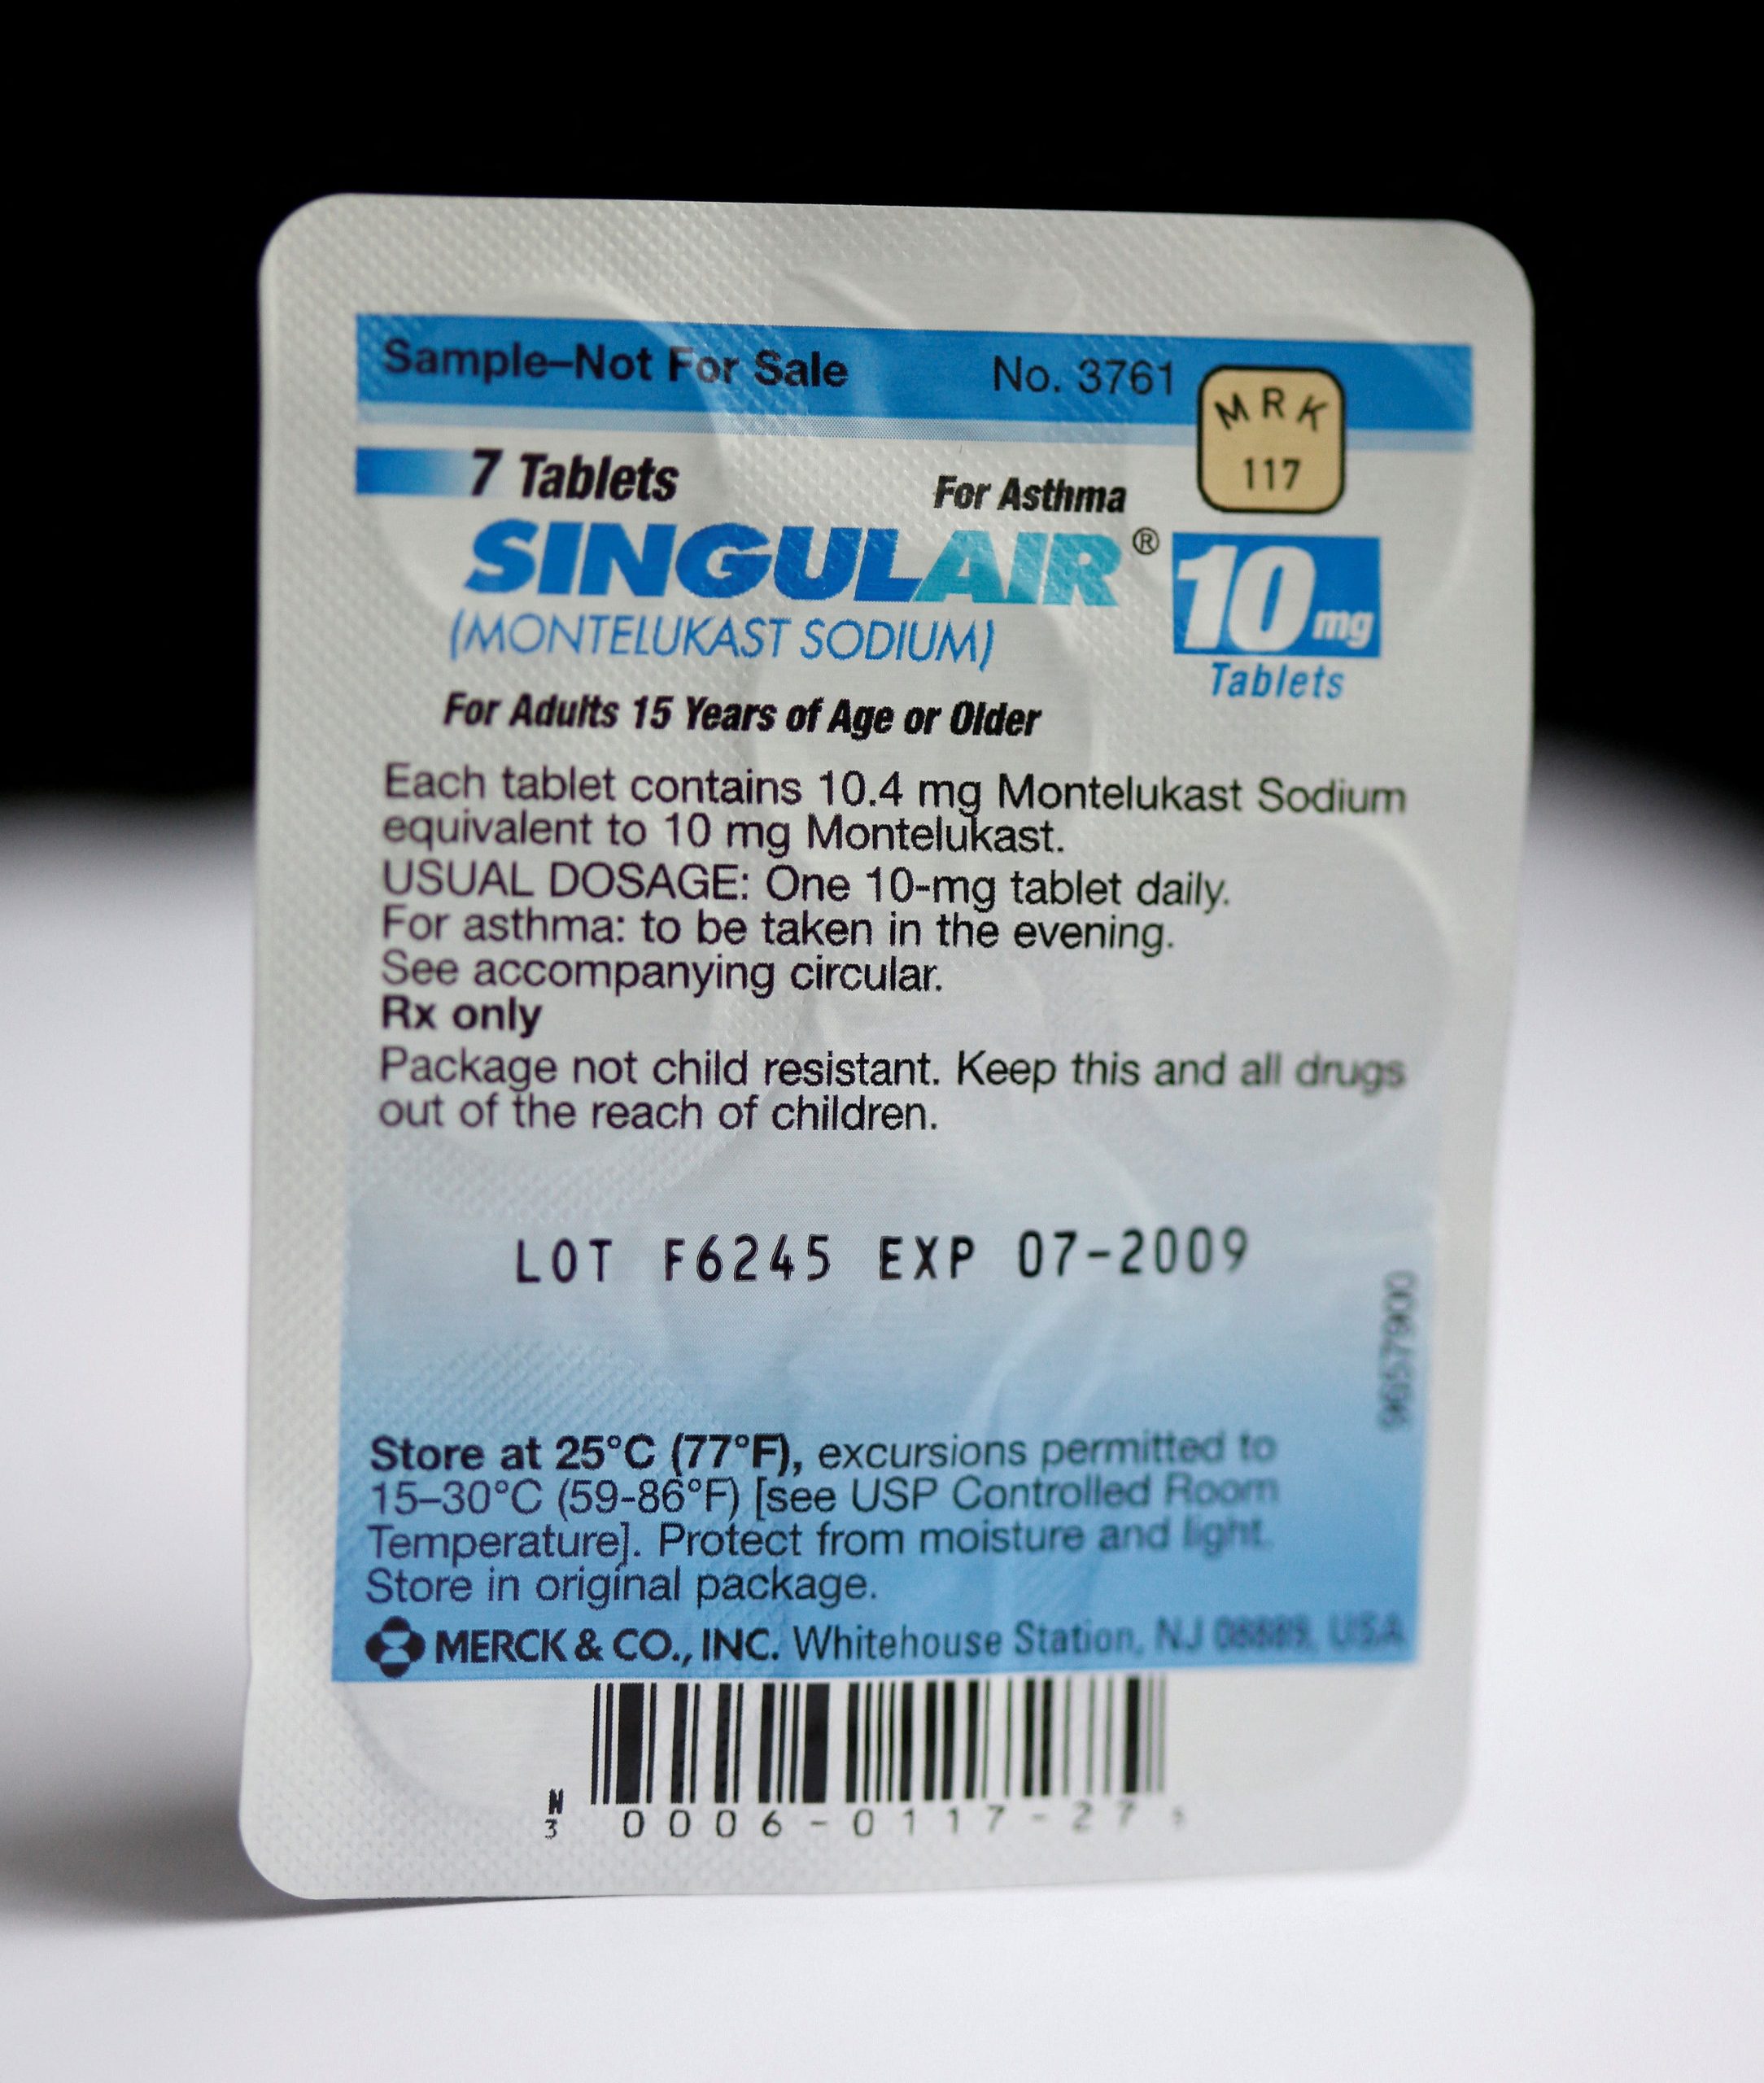 Sample–Not For Sale No. 3761
MRK
117
7 Tablets For Asthma
SINGULAIR® 10 mg
(MONTELUKAST SODIUM) Tablets
For Adults 15 Years of Age or Older
Each tablet contains 10.4 mg Montelukast Sodium
equivalent to 10 mg Montelukast.
USUAL DOSAGE: One 10-mg tablet daily.
For asthma: to be taken in the evening.
See accompanying circular.
Rx only
Package not child resistant. Keep this and all drugs
out of the reach of children.
LOT F6245 EXP 07-2009
9657900
Store at 25°C (77°F), excursions permitted to
15–30°C (59-86°F) [see USP Controlled Room
Temperature]. Protect from moisture and light.
Store in original package.
MERCK & CO., INC. Whitehouse Station, NJ 08889, USA
N
3 0006-0117-27